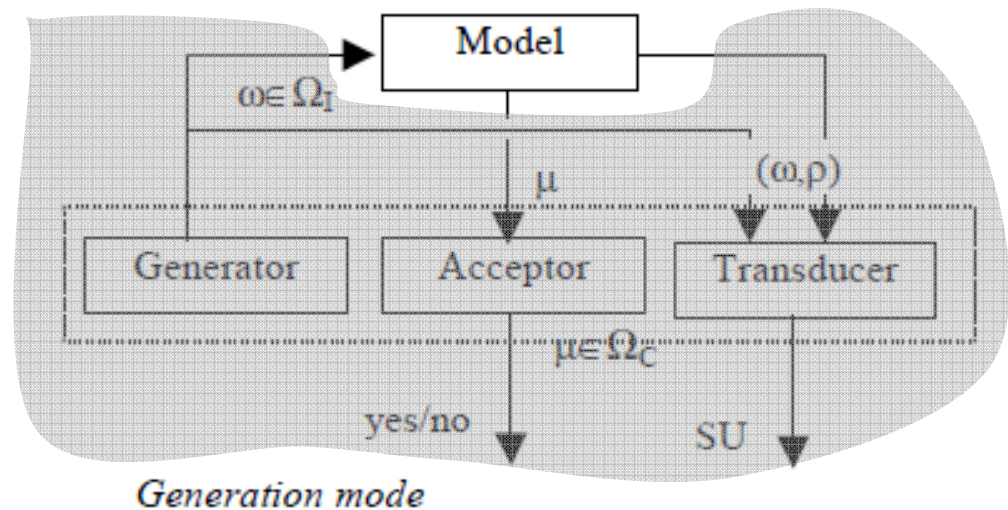 Model
ω∈ Ω_I
μ
(ω,ρ)
Generator
Acceptor
Transducer
μ∈ Ω_C
yes/no
SU
Generation mode